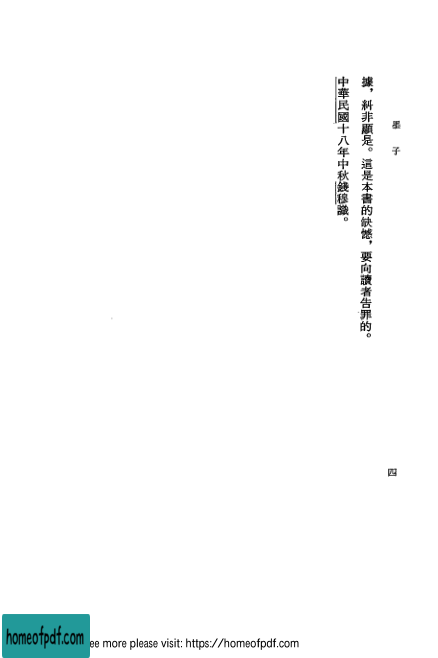 墨子
據，糾非顯是。這是本書的缺憾，要向讀者告罪的。
中華民國十八年中秋錢穆識。
四
homeofpdf.com
ee more please visit: https://homeofpdf.com